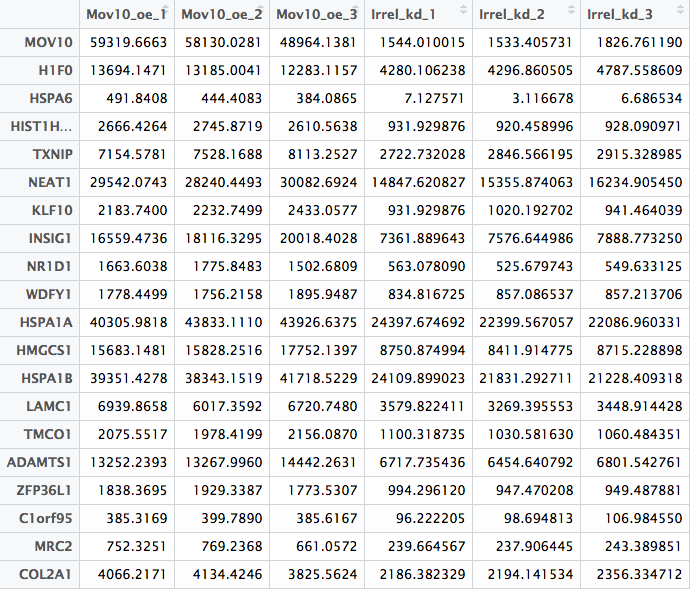 Mov10_oe_1 Mov10_oe_2 Mov10_oe_3 Irrel_kd_1 Irrel_kd_2 Irrel_kd_3
MOV10 59319.6663 58130.0281 48964.1381 1544.010015 1533.405731 1826.761190
H1F0 13694.1471 13185.0041 12283.1157 4280.106238 4296.860505 4787.558609
HSPA6 491.8408 444.4083 384.0865 7.127571 3.116678 6.686534
HIST1H... 2666.4264 2745.8719 2610.5638 931.929876 920.458996 928.090971
TXNIP 7154.5781 7528.1688 8113.2527 2722.732028 2846.566195 2915.328985
NEAT1 29542.0743 28240.4493 30082.6924 14847.620827 15355.874063 16234.905450
KLF10 2183.7400 2232.7499 2433.0577 931.929876 1020.192702 941.464039
INSIG1 16559.4736 18116.3295 20018.4028 7361.889643 7576.644986 7888.773250
NR1D1 1663.6038 1775.8483 1502.6809 563.078090 525.679743 549.633125
WDFY1 1778.4499 1756.2158 1895.9487 834.816725 857.086537 857.213706
HSPA1A 40305.9818 43833.1110 43926.6375 24397.674692 22399.567057 22086.960331
HMGCS1 15683.1481 15828.2516 17752.1397 8750.874994 8411.914775 8715.228898
HSPA1B 39351.4278 38343.1519 41718.5229 24109.899023 21831.292711 21228.409318
LAMC1 6939.8658 6017.3592 6720.7480 3579.822411 3269.395553 3448.914428
TMCO1 2075.5517 1978.4199 2156.0870 1100.318735 1030.581630 1060.484351
ADAMTS1 13252.2393 13267.9960 14442.2631 6717.735436 6454.640792 6801.542761
ZFP36L1 1838.3695 1929.3387 1773.5307 994.296120 947.470208 949.487881
C1orf95 385.3169 399.7890 385.6167 96.222205 98.694813 106.984550
MRC2 752.3251 769.2368 661.0572 239.664567 237.906445 243.389851
COL2A1 4066.2171 4134.4246 3825.5624 2186.382329 2194.141534 2356.334712